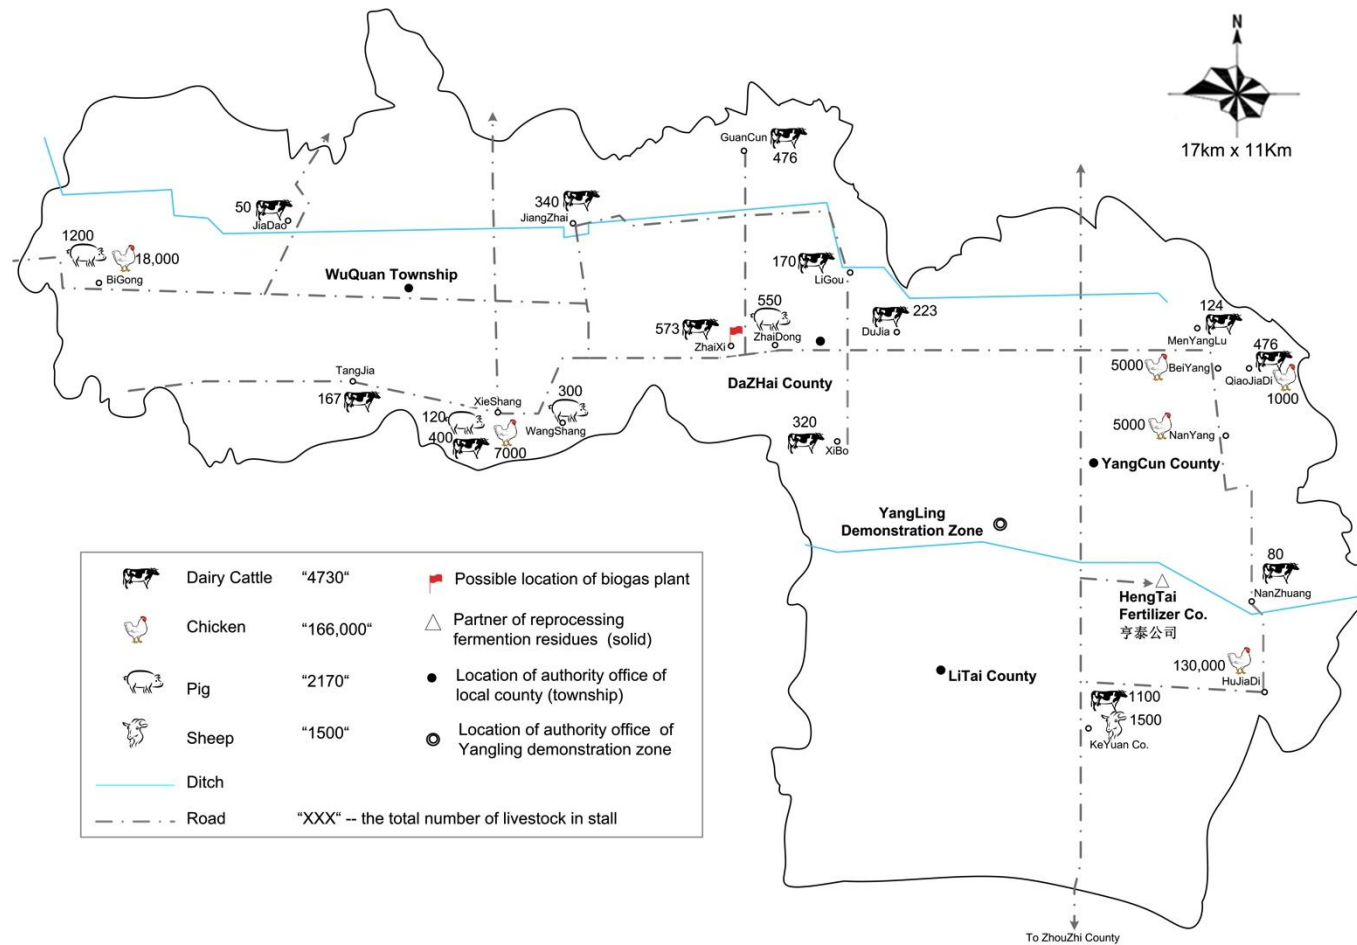 N
17km x 11Km
GuanCun
476
340
JiangZhai
50
JiaDao
1200
18,000
BiGong
WuQuan Township
170
LiGou
550
573
ZhaiXi
ZhaiDong
223
DuJia
124
MenYangLu
5000
BeiYang
476
QiaoJiaDi
1000
DaZHai County
TangJia
167
XieShang
120
400
7000
300
WangShang
320
XiBo
5000
NanYang
YangCun County
YangLing
Demonstration Zone
80
NanZhuang
HengTai
Fertilizer Co.
亨泰公司
130,000
HuJiaDi
LiTai County
1100
1500
KeYuan Co.
To ZhouZhi County
Dairy Cattle “4730“
Chicken “166,000“
Pig “2170“
Sheep “1500“
Ditch
Road “XXX“ -- the total number of livestock in stall
Possible location of biogas plant
Partner of reprocessing
fermention residues (solid)
Location of authority office of
local county (township)
Location of authority office of
Yangling demonstration zone